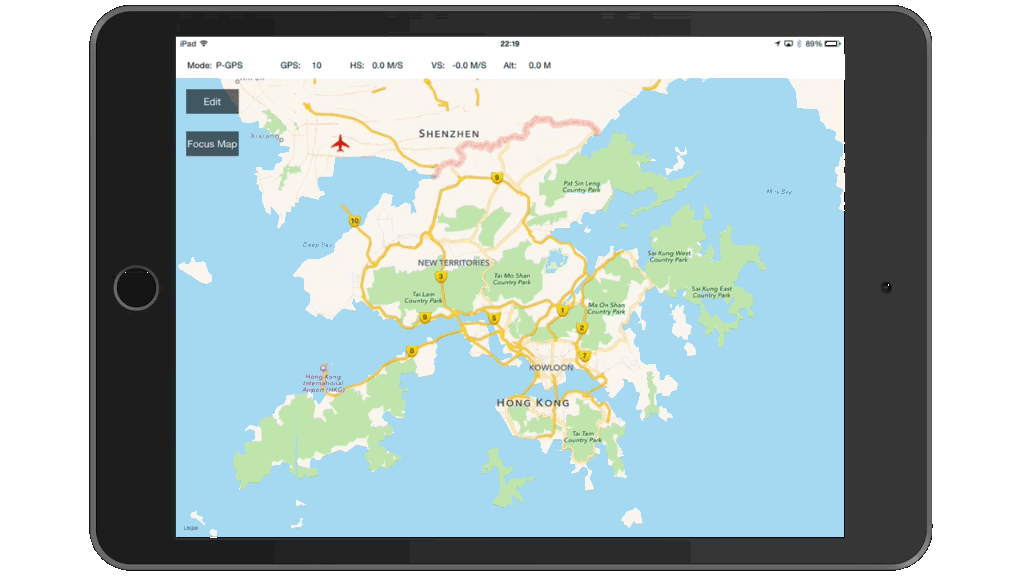 iPad 22:19 89%
Mode: P-GPS GPS: 10 HS: 0.0 M/S VS: -0.0 M/S Alt: 0.0 M
Edit
Focus Map
SHENZHEN
9
Pat Sin Leng
Country Park
10
Sai Kung West
Country Park
NEW TERRITORIES
3
Tai Mo Shan
Country Park
Sai Kung East
Country Park
Tai Lam
Country Park
Ma On Shan
Country Park
9
5
1
2
8
7
KOWLOON
Hong Kong
International
Airport (HKG)
HONG KONG
Tai Tam
Country Park
Legal